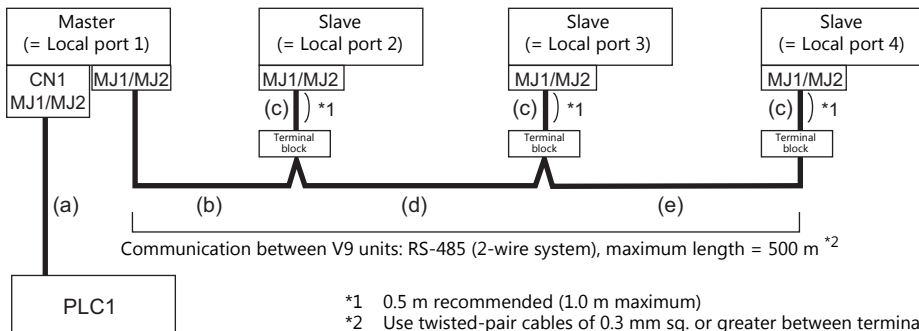 Master
(= Local port 1)
Slave
(= Local port 2)
Slave
(= Local port 3)
Slave
(= Local port 4)
CN1
MJ1/MJ2
MJ1/MJ2
MJ1/MJ2
MJ1/MJ2
MJ1/MJ2
(c)
*1
(c)
*1
(c)
*1
Terminal
block
Terminal
block
Terminal
block
(a)
(b)
(d)
(e)
Communication between V9 units: RS-485 (2-wire system), maximum length = 500 m *2
PLC1
*1 0.5 m recommended (1.0 m maximum)
*2 Use twisted-pair cables of 0.3 mm sq. or greater between